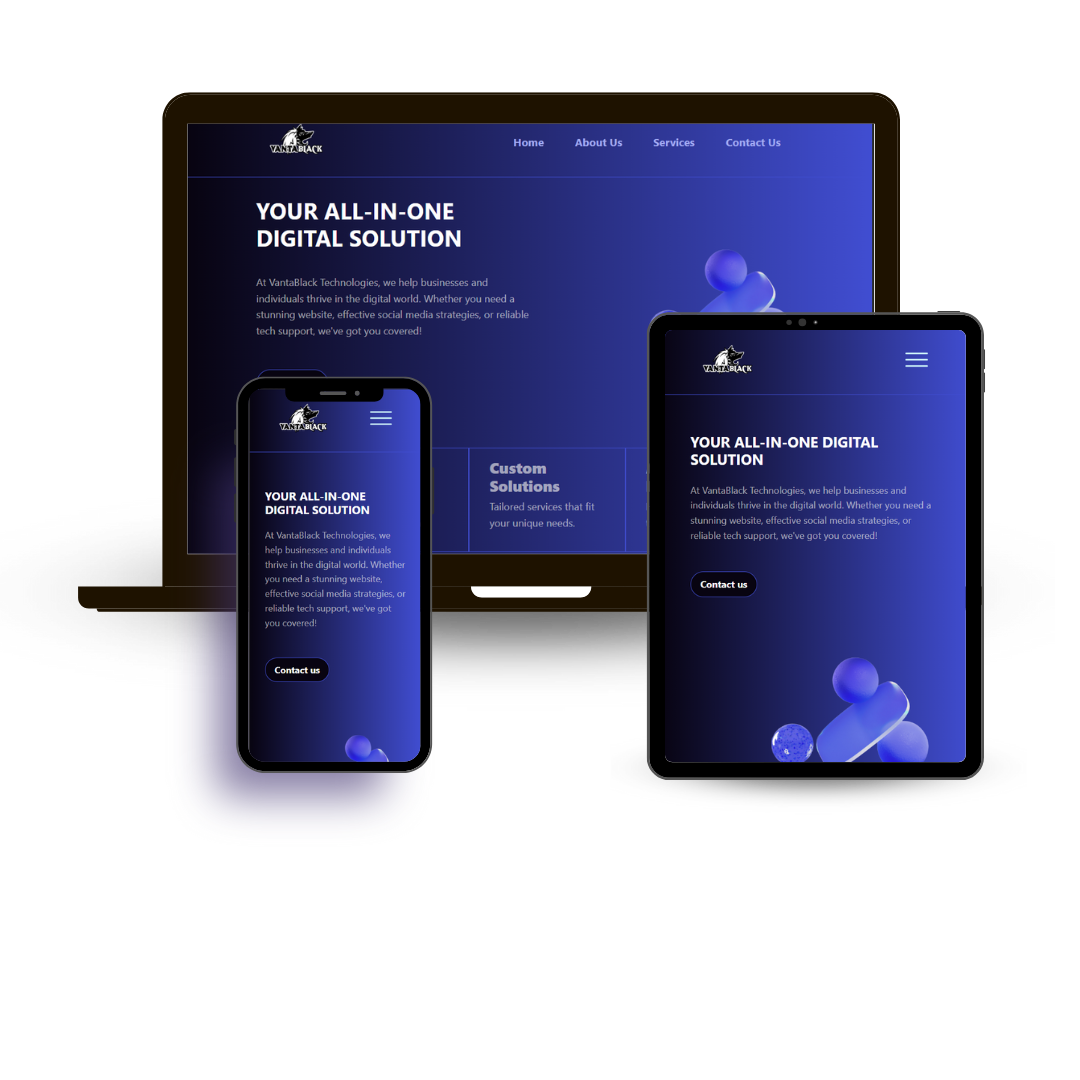 VANTABLACK
Home
About Us
Services
Contact Us
YOUR ALL-IN-ONE
DIGITAL SOLUTION
At VantaBlack Technologies, we help businesses and
individuals thrive in the digital world. Whether you need a
stunning website, effective social media strategies, or reliable
tech support, we've got you covered!
Custom
Solutions
Tailored services that fit
your unique needs.
VANTABLACK
YOUR ALL-IN-ONE
DIGITAL SOLUTION
At VantaBlack Technologies, we
help businesses and individuals
thrive in the digital world. Whether
you need a stunning website,
effective social media strategies, or
reliable tech support, we've got
you covered!
Contact us
VANTABLACK
YOUR ALL-IN-ONE DIGITAL
SOLUTION
At VantaBlack Technologies, we help businesses and
individuals thrive in the digital world. Whether you need a
stunning website, effective social media strategies, or
reliable tech support, we've got you covered!
Contact us